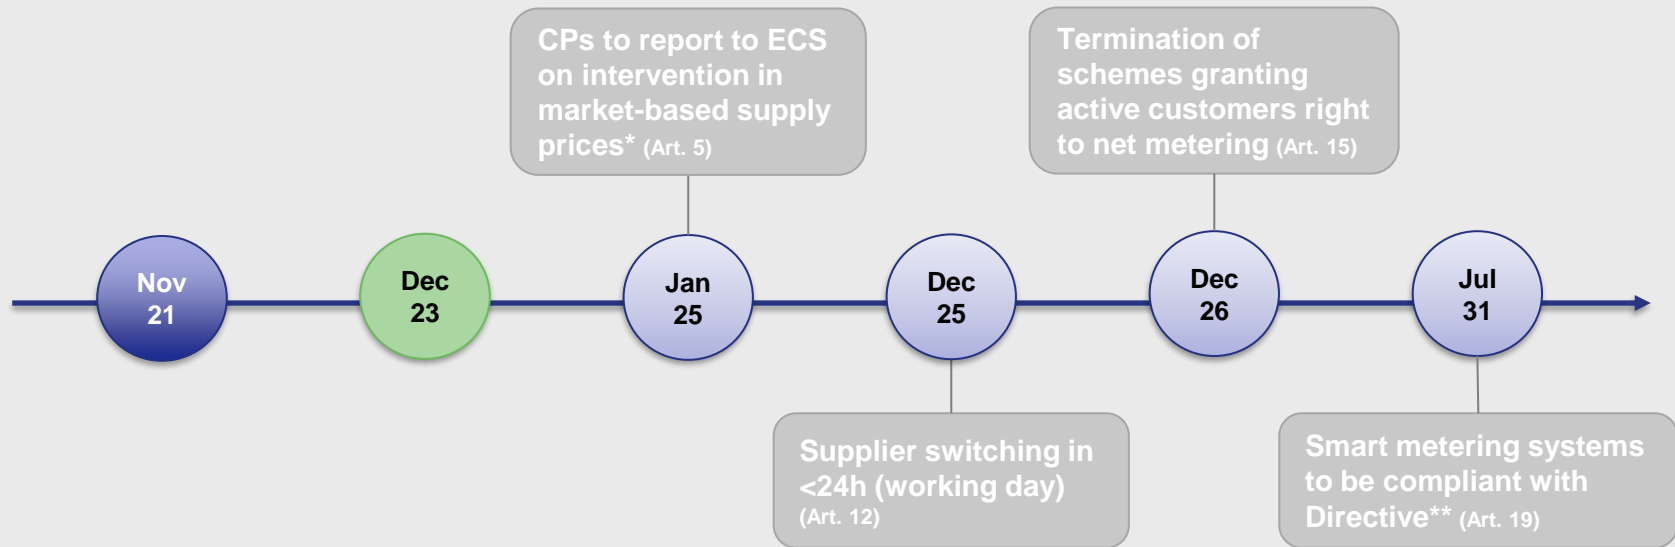 CPs to report to ECS
on intervention in
market-based supply
prices* (Art. 5)
Termination of
schemes granting
active customers right
to net metering (Art. 15)
Nov
21
Dec
23
Jan
25
Dec
25
Dec
26
Jul
31
Supplier switching in
<24h (working day)
(Art. 12)
Smart metering systems
to be compliant with
Directive** (Art. 19)